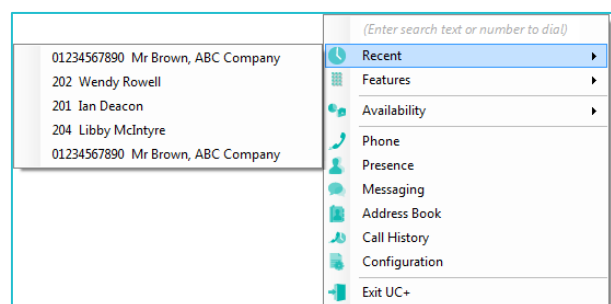 (Enter search text or number to dial)
Recent
01234567890 Mr Brown, ABC Company
202 Wendy Rowell
201 Ian Deacon
204 Libby McIntyre
01234567890 Mr Brown, ABC Company
Features
Availability
Phone
Presence
Messaging
Address Book
Call History
Configuration
Exit UC+